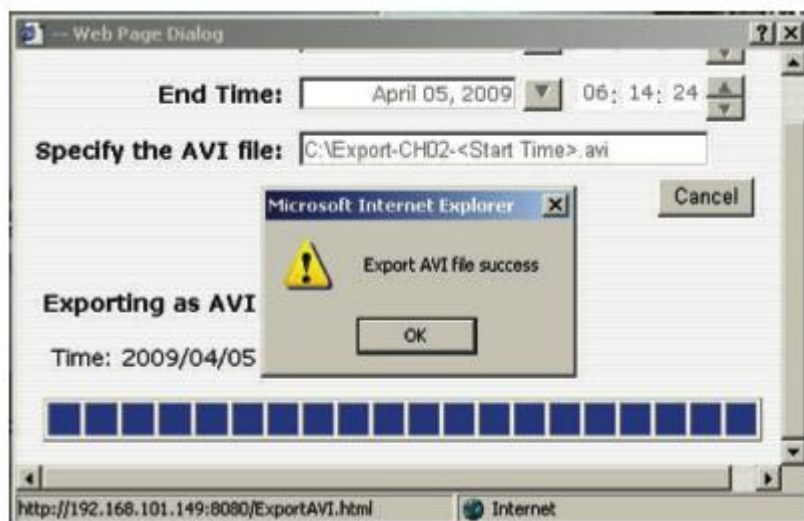 -- Web Page Dialog
End Time: April 05, 2009 06: 14: 24
Specify the AVI file: C:\Export-CH02-<Start Time>.avi
Cancel
Microsoft Internet Explorer
Export AVI file success
OK
Exporting as AVI
Time: 2009/04/05
http://192.168.101.149:8080/ExportAVI.html Internet